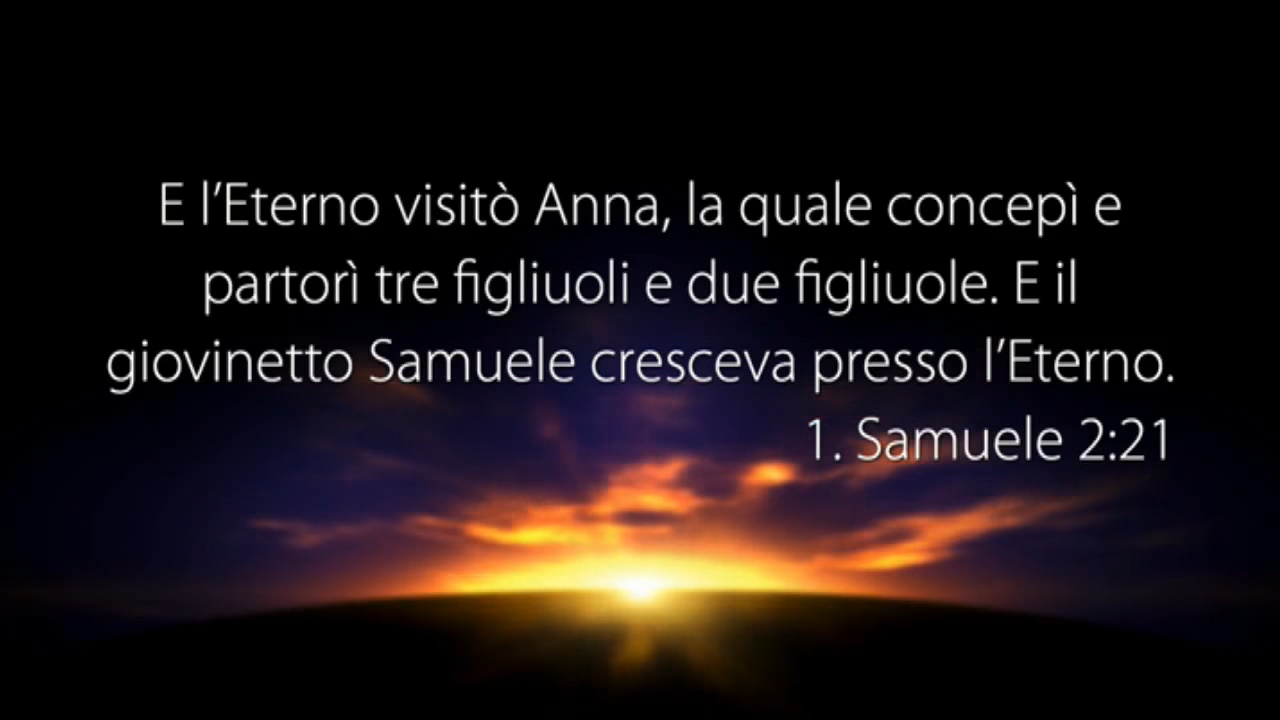 E l’Eterno visitò Anna, la quale concepì e
partorì tre figliuoli e due figliuole. E il
giovinetto Samuele cresceva presso l’Eterno.
1. Samuele 2:21